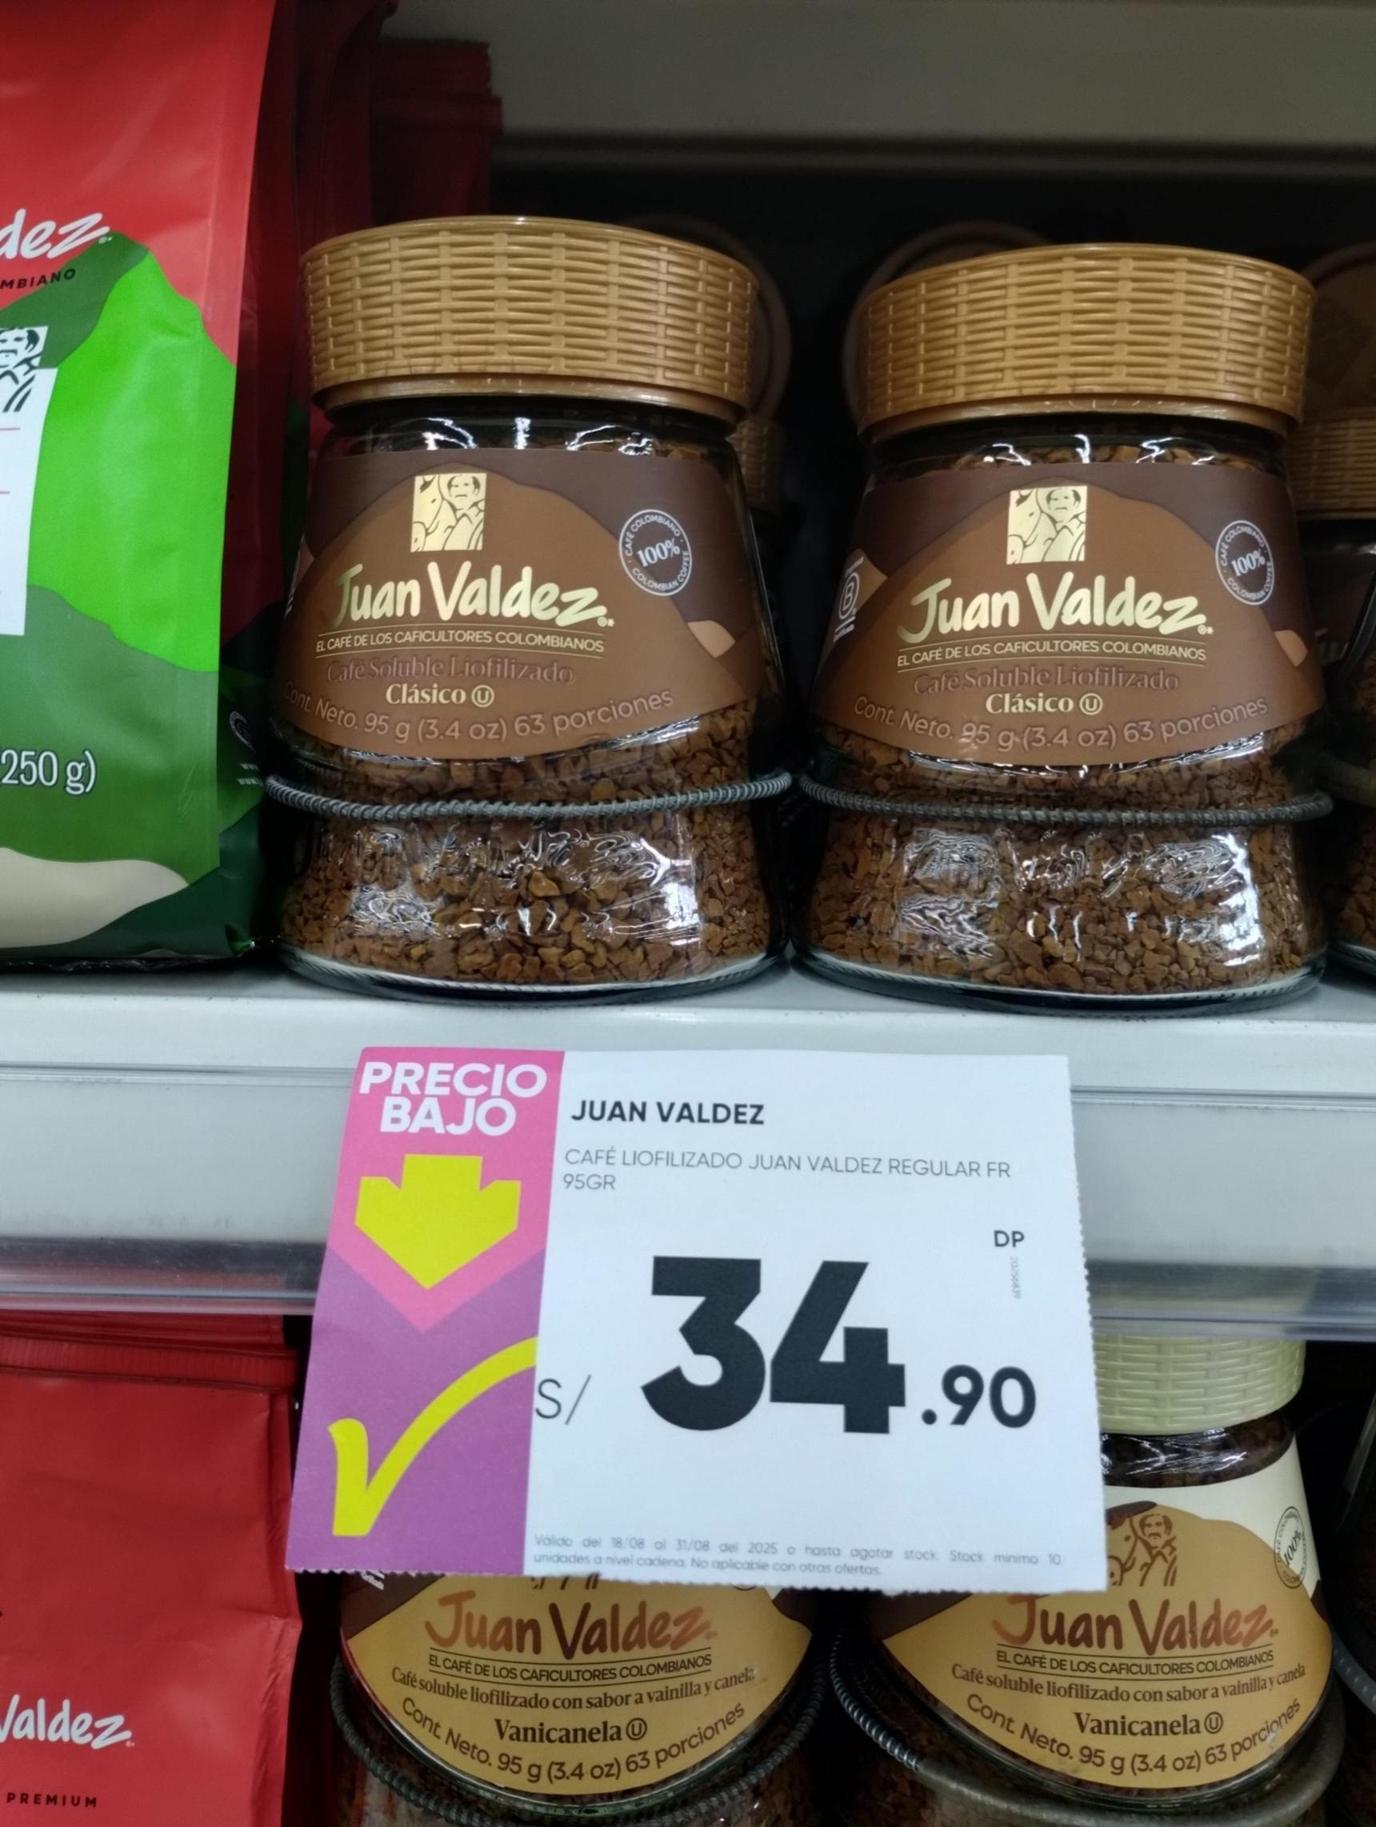 dez
MBIANO
250 g)
Juan Valdez
EL CAFÉ DE LOS CAFICULTORES COLOMBIANOS
Café Soluble Liofilizado
Clásico U
Cont. Neto. 95 g (3.4 oz) 63 porciones
CAFÉ COLOMBIANO
100%
COLOMBIAN COFFEE
B
Juan Valdez
EL CAFÉ DE LOS CAFICULTORES COLOMBIANOS
Café Soluble Liofilizado
Clásico U
Cont. Neto. 95 g (3.4 oz) 63 porciones
100%
PRECIO
BAJO
JUAN VALDEZ
CAFÉ LIOFILIZADO JUAN VALDEZ REGULAR FR
95GR
DP
S/ 34.90
Válido del 18/08 al 31/08 del 2025 o hasta agotar stock. Stock mínimo 10
unidades a nivel cadena. No aplicable con otras ofertas.
Valdez
PREMIUM
Juan Valdez
EL CAFÉ DE LOS CAFICULTORES COLOMBIANOS
Café soluble liofilizado con sabor a vainilla y canela
Vanicanela U
Cont. Neto. 95 g (3.4 oz) 63 porciones
100%
Juan Valdez
EL CAFÉ DE LOS CAFICULTORES COLOMBIANOS
Café soluble liofilizado con sabor a vainilla y canela
Vanicanela U
Cont. Neto. 95 g (3.4 oz) 63 porciones